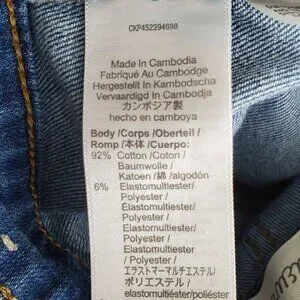 CKP452394698
Made In Cambodia
Fabriqué Au Cambodge
Hergestellt In Kambodscha
Vervaardigd In Cambodja
カンボジア製
hecho en camboya
Body /Corps /Oberteil /
Romp /本体 /Cuerpo:
92% Cotton /Coton /
Baumwolle /
Katoen /綿 /algodón
6% Elastomultiester/
Polyester /
Elastomultiester/
Polyester /
Elastomultiester/
Polyester /
Elastomultiester/
Polyester /
エラストマーマルチエステル/
ポリエステル /
elastomultiéster/poliéster